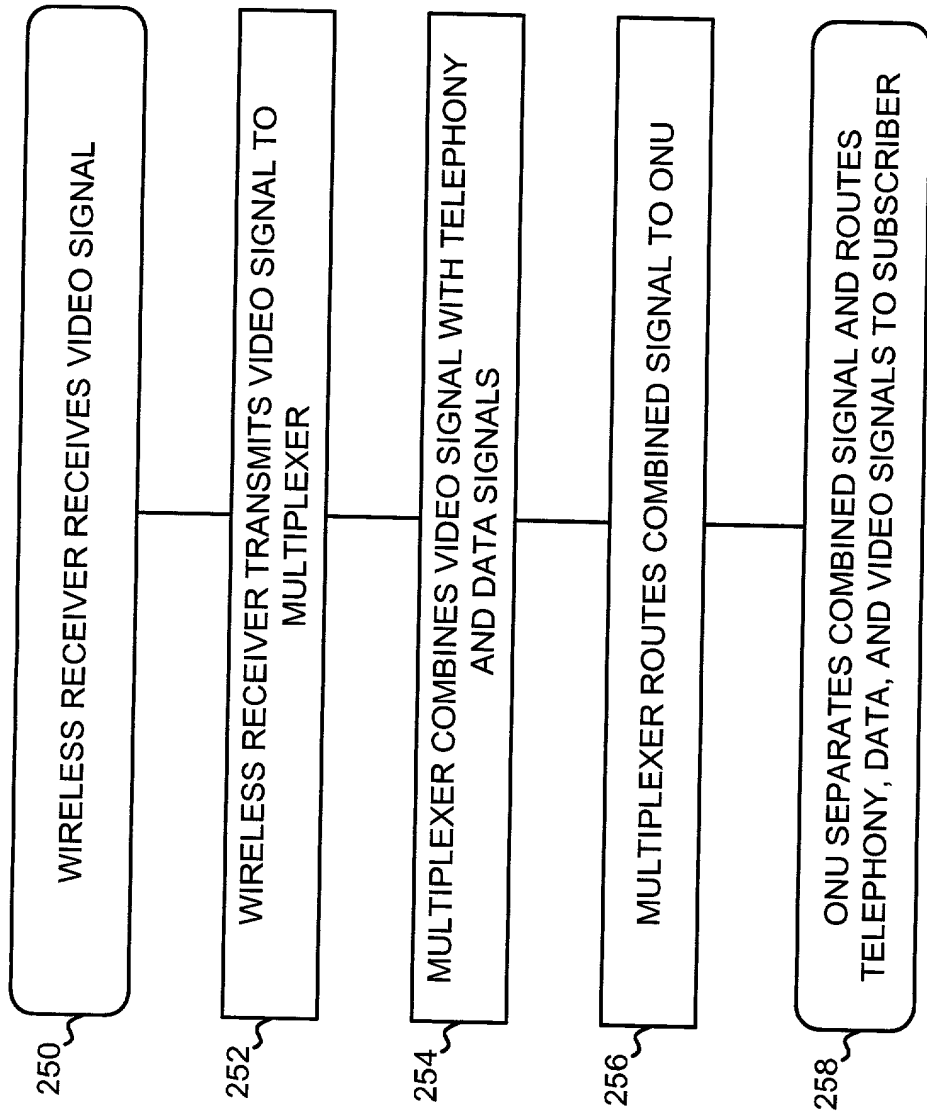 250
WIRELESS RECEIVER RECEIVES VIDEO SIGNAL
252
WIRELESS RECEIVER TRANSMITS VIDEO SIGNAL TO
MULTIPLEXER
254
MULTIPLEXER COMBINES VIDEO SIGNAL WITH TELEPHONY
AND DATA SIGNALS
256
MULTIPLEXER ROUTES COMBINED SIGNAL TO ONU
258
ONU SEPARATES COMBINED SIGNAL AND ROUTES
TELEPHONY, DATA, AND VIDEO SIGNALS TO SUBSCRIBER